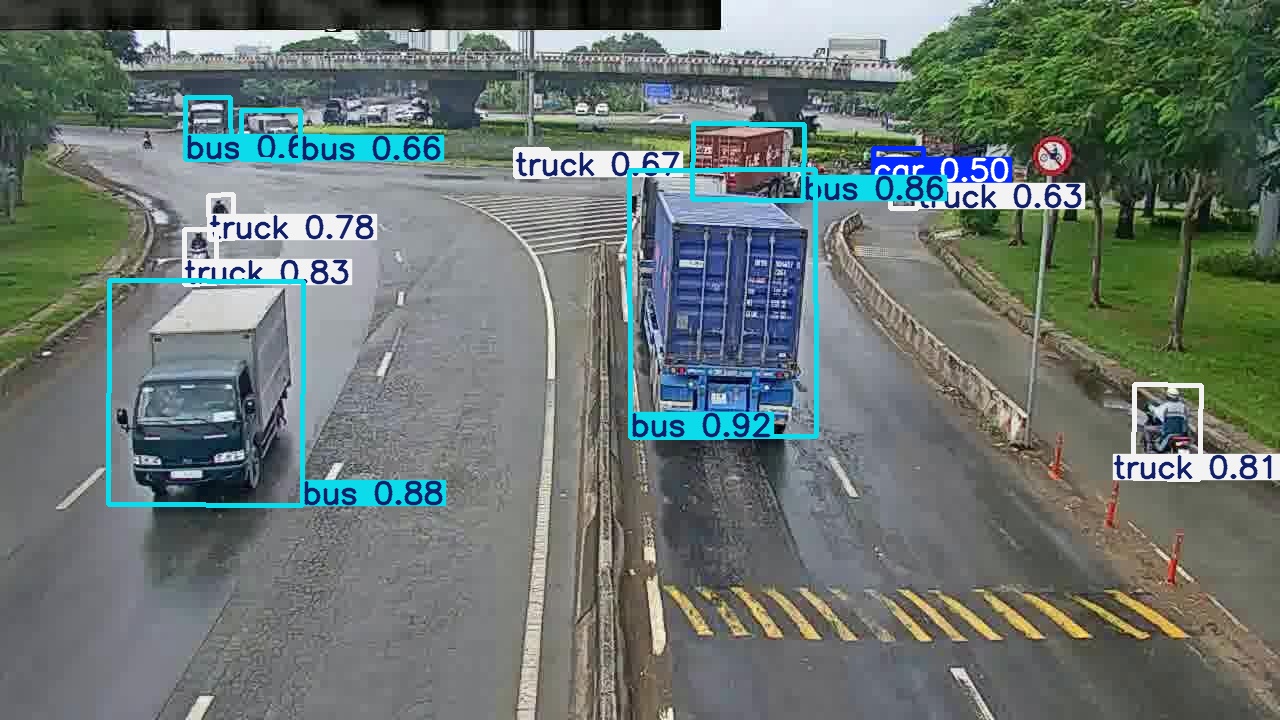 bus 0.6
bus 0.66
truck 0.67
car 0.50
bus 0.86
truck 0.63
truck 0.78
truck 0.83
bus 0.92
truck 0.81
bus 0.88